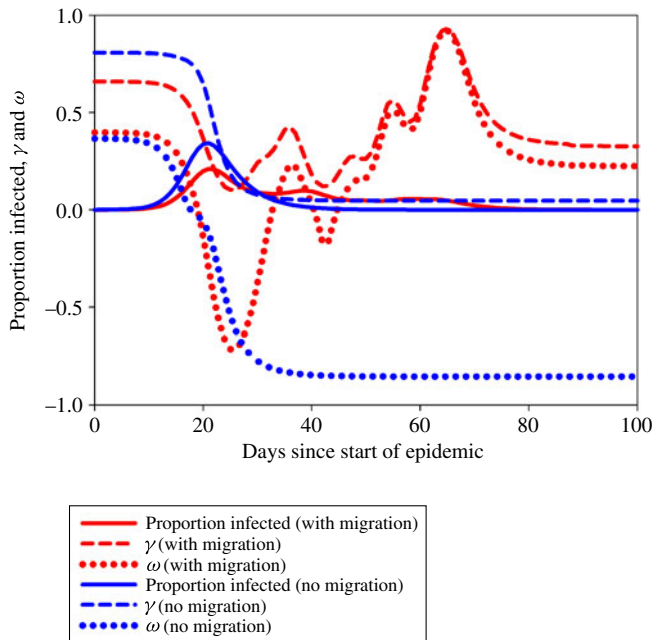 1.0
0.5
0.0
−0.5
−1.0
Proportion infected, γ and ω
0 20 40 60 80 100
Days since start of epidemic
Proportion infected (with migration)
γ (with migration)
ω (with migration)
Proportion infected (no migration)
γ (no migration)
ω (no migration)